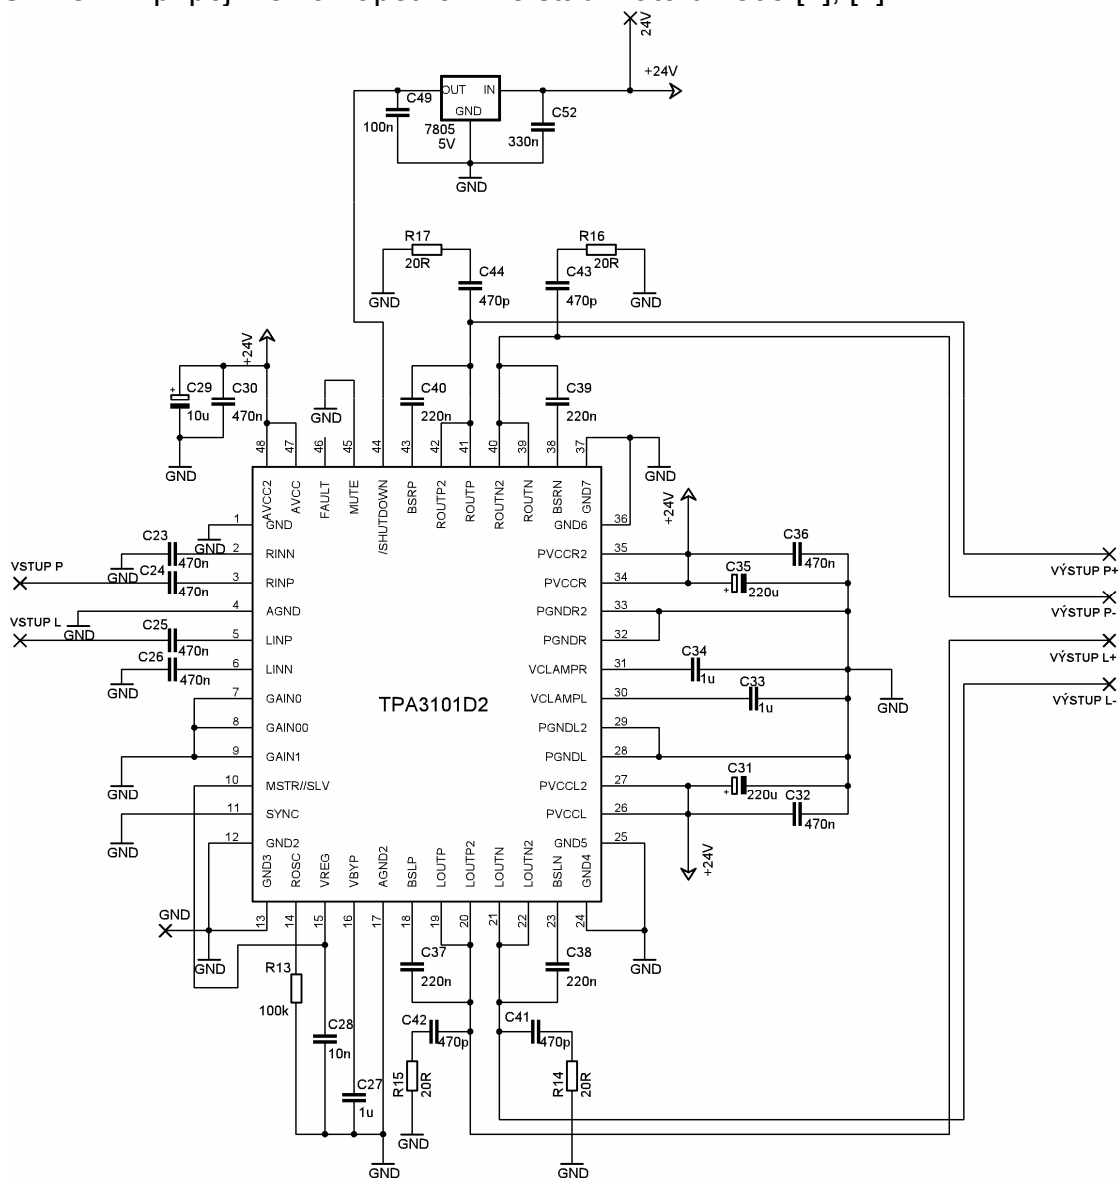 24V
+24V
OUT IN
GND
C49
100n
7805
5V
C52
330n
GND
R17
20R
GND
C44
470p
R16
20R
C43
470p
GND
+24V
C29
10u
C30
470n
GND
GND
C40
220n
C39
220n
GND
48 47 46 45 44 43 42 41 40 39 38 37
AVCC2 AVCC FAULT MUTE /SHUTDOWN BSRP ROUTP2 ROUTP ROUTN2 ROUTN BSRN GND7
1 GND
GND
2 RINN
C23
470n
GND
VSTUP P
3 RINP
C24
470n
4 AGND
GND
VSTUP L
5 LINP
C25
470n
6 LINN
C26
470n
GND
7 GAIN0
8 GAIN00
9 GAIN1
GND
10 MSTR//SLV
11 SYNC
GND
12 GND2
TPA3101D2
GND6 36
PVCCR2 35
PVCCR 34
PGNDR2 33
PGNDR 32
VCLAMPR 31
VCLAMPL 30
PGNDL2 29
PGNDL 28
PVCCL2 27
PVCCL 26
GND5 25
+24V
C36
470n
C35
+
220u
C34
1u
C33
1u
GND
C31
+
220u
C32
470n
+24V
VÝSTUP P+
VÝSTUP P-
VÝSTUP L+
VÝSTUP L-
GND3 ROSC VREG VBYP AGND2 BSLP LOUTP LOUTP2 LOUTN LOUTN2 BSLN GND4
13 14 15 16 17 18 19 20 21 22 23 24
GND
GND
R13
100k
C28
10n
C27
1u
GND
C37
220n
C38
220n
GND
C42
470p
R15
20R
GND
C41
470p
R14
20R
GND